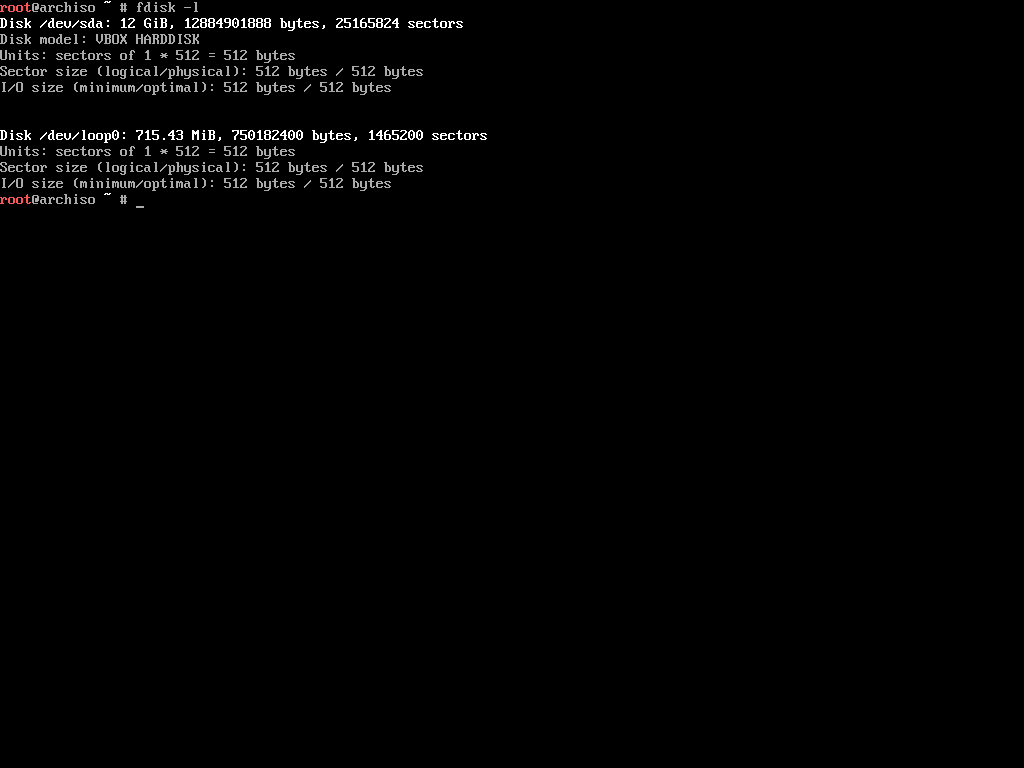 root@archiso ~ # fdisk -l
Disk /dev/sda: 12 GiB, 12884901888 bytes, 25165824 sectors
Disk model: VBOX HARDDISK
Units: sectors of 1 * 512 = 512 bytes
Sector size (logical/physical): 512 bytes / 512 bytes
I/O size (minimum/optimal): 512 bytes / 512 bytes
Disk /dev/loop0: 715.43 MiB, 750182400 bytes, 1465200 sectors
Units: sectors of 1 * 512 = 512 bytes
Sector size (logical/physical): 512 bytes / 512 bytes
I/O size (minimum/optimal): 512 bytes / 512 bytes
root@archiso ~ # _